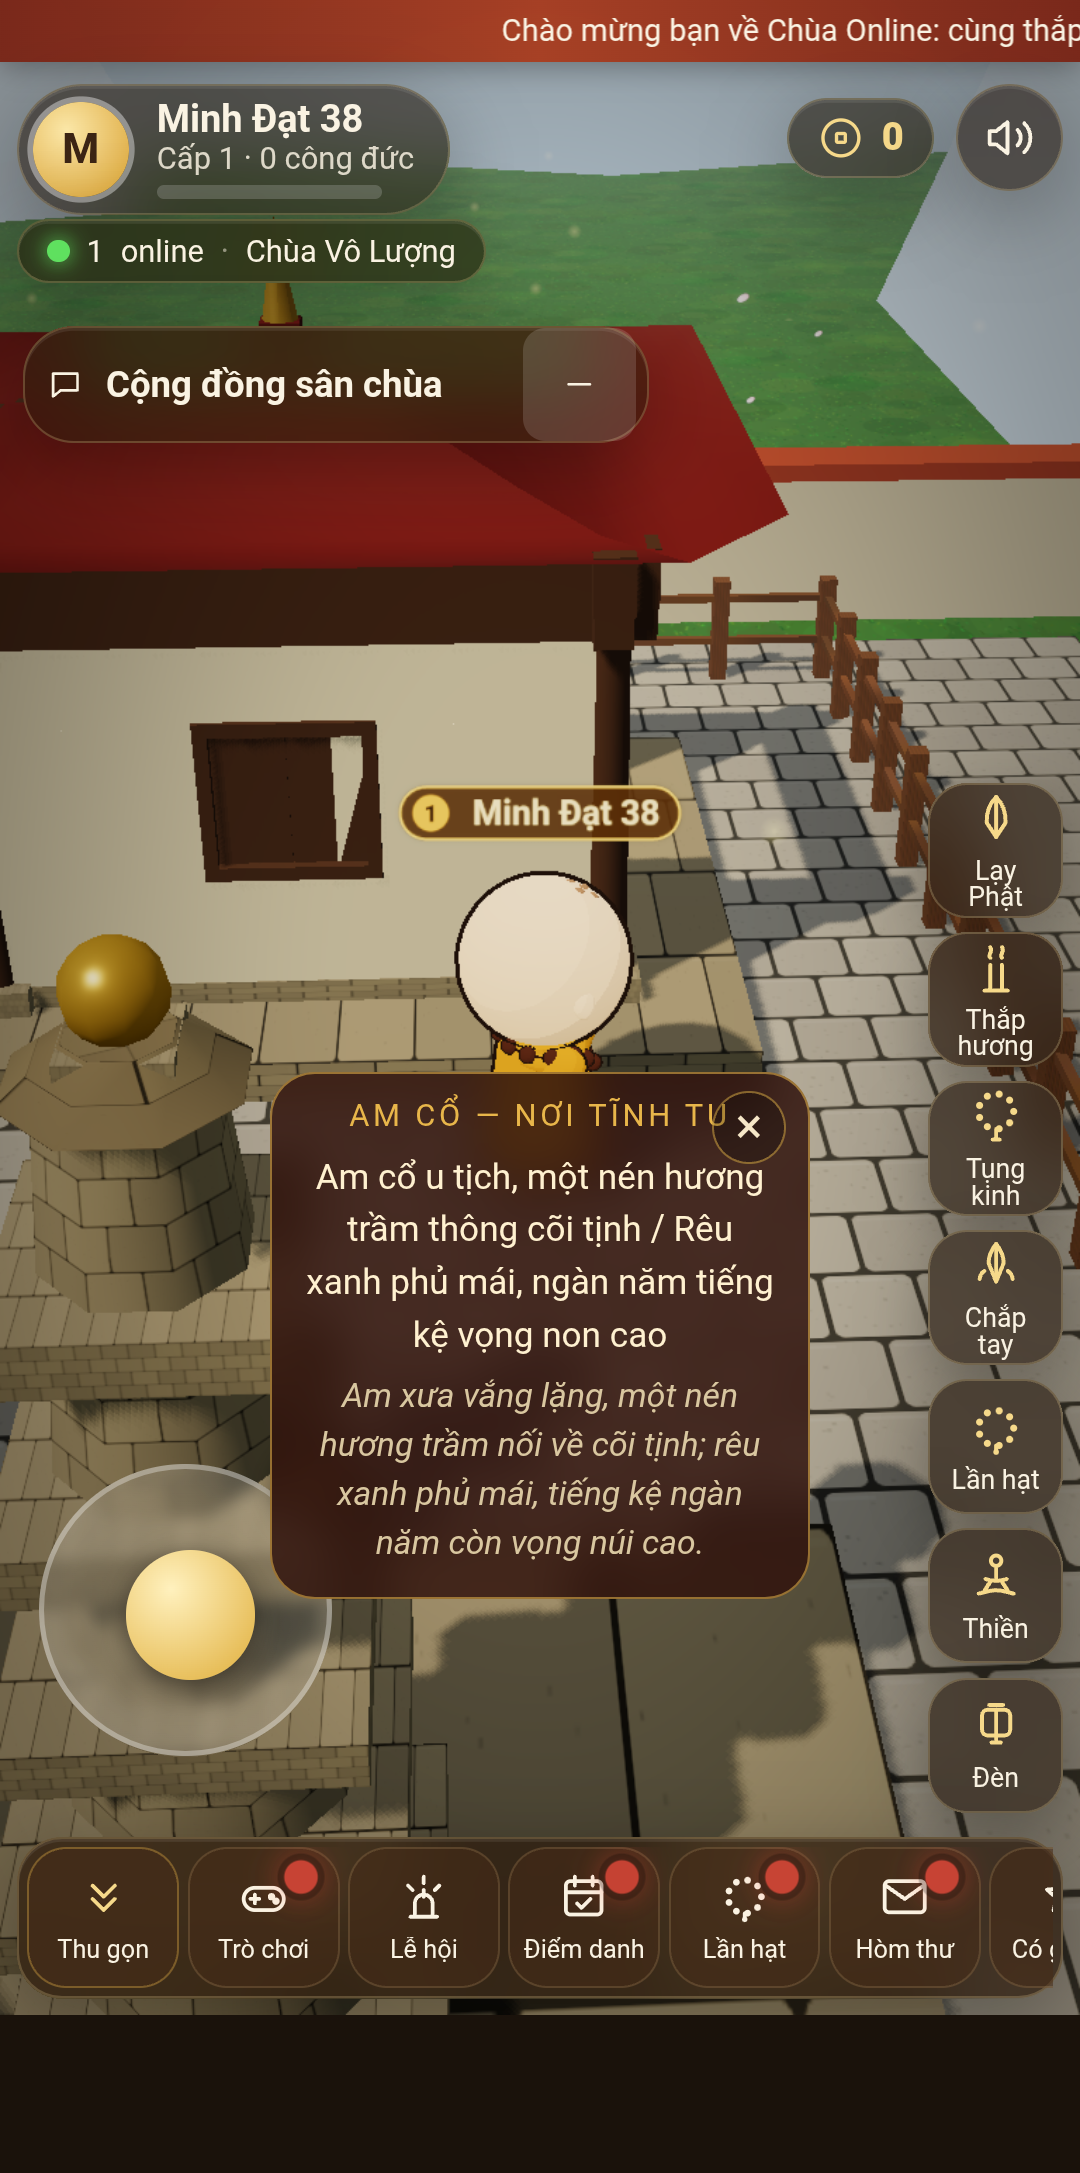 Chào mừng bạn về Chùa Online: cùng thắp
M
Minh Đạt 38
Cấp 1 · 0 công đức
0
1 online · Chùa Vô Lượng
Cộng đồng sân chùa
1 Minh Đạt 38
Lạy
Phật
Thắp
hương
Tụng
kinh
Chắp
tay
Lần hạt
Thiền
Đèn
AM CỔ — NƠI TĨNH TU
Am cổ u tịch, một nén hương
trầm thông cõi tịnh / Rêu
xanh phủ mái, ngàn năm tiếng
kệ vọng non cao
Am xưa vắng lặng, một nén
hương trầm nối về cõi tịnh; rêu
xanh phủ mái, tiếng kệ ngàn
năm còn vọng núi cao.
Thu gọn
Trò chơi
Lễ hội
Điểm danh
Lần hạt
Hòm thư
Có